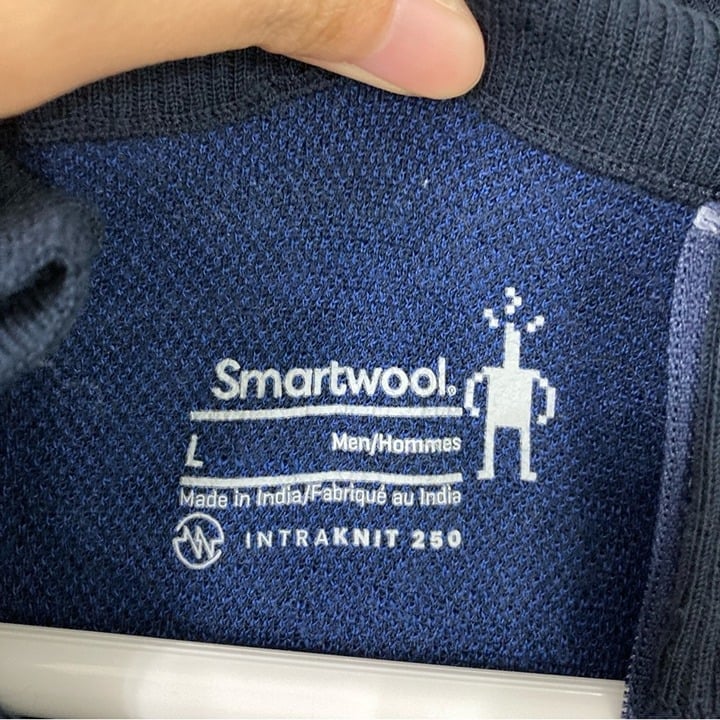 Smartwool®
L Men/Hommes
Made in India/Fabriqué au India
INTRAKNIT 250